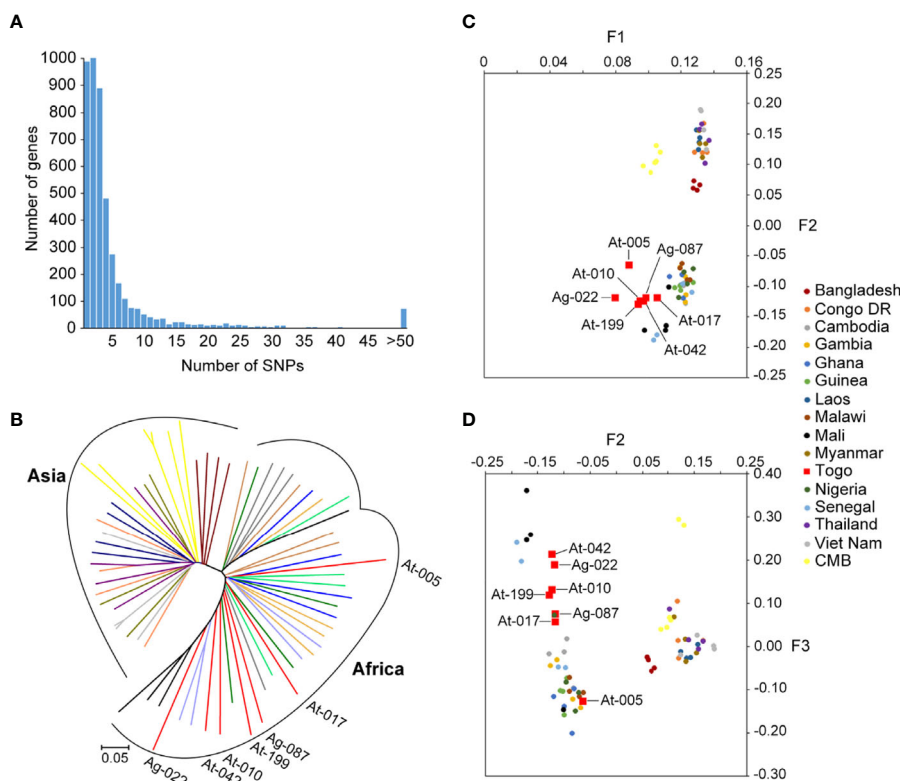 A
Number of genes
1000
900
800
700
600
500
400
300
200
100
0
5 10 15 20 25 30 35 40 45 >50
Number of SNPs
B
Asia
Africa
At-005
At-017
Ag-087
At-199
At-010
At-042
Ag-022
0.05
C
F1
0 0.04 0.08 0.12 0.16
0.25
0.20
0.15
0.10
0.05
0.00
F2
-0.05
-0.10
-0.15
-0.20
-0.25
At-005
Ag-087
At-010
Ag-022
At-199
At-017
At-042
Bangladesh
Congo DR
Cambodia
Gambia
Ghana
Guinea
Laos
Malawi
Mali
Myanmar
Togo
Nigeria
Senegal
Thailand
Viet Nam
CMB
D
F2
-0.25 -0.15 -0.05 0.05 0.15 0.25
0.40
0.30
0.20
0.10
0.00
F3
-0.10
-0.20
-0.30
At-042
Ag-022
At-010
At-199
Ag-087
At-017
At-005